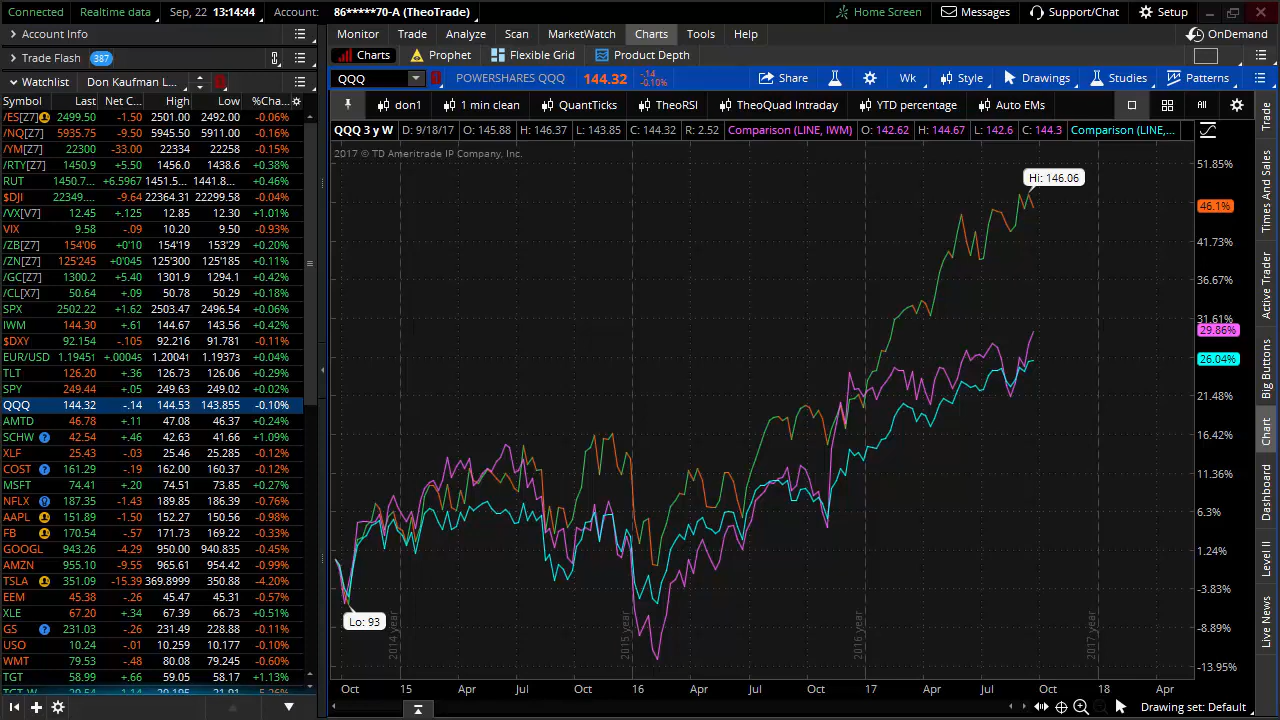 Connected Realtime data Sep, 22 13:14:44 Account: 86*****70-A (TheoTrade) Home Screen Messages Support/Chat Setup
Account Info
Trade Flash 387
Watchlist Don Kaufman L...
Symbol Last Net C... High Low %Cha...
/ES[Z7] 2499.50 -1.50 2501.00 2492.00 -0.06%
/NQ[Z7] 5935.75 -9.50 5945.50 5911.00 -0.16%
/YM[Z7] 22300 -33.00 22334 22258 -0.15%
/RTY[Z7] 1450.9 +5.50 1456.0 1438.6 +0.38%
RUT 1450.7... +6.5967 1451.5... 1441.8... +0.46%
$DJI 22349.... -9.64 22364.31 22299.58 -0.04%
/VX[V7] 12.45 +.125 12.85 12.30 +1.01%
VIX 9.58 -.09 10.20 9.50 -0.93%
/ZB[Z7] 154'06 +0'10 154'19 153'29 +0.20%
/ZN[Z7] 125'245 +0'045 125'300 125'185 +0.11%
/GC[Z7] 1300.2 +5.40 1301.9 1294.1 +0.42%
/CL[X7] 50.64 +.09 50.78 50.29 +0.18%
SPX 2502.22 +1.62 2503.47 2496.54 +0.06%
IWM 144.30 +.61 144.67 143.56 +0.42%
$DXY 92.154 -.105 92.216 91.781 -0.11%
EUR/USD 1.19451 +.00045 1.20041 1.19373 +0.04%
TLT 126.20 +.36 126.73 126.06 +0.29%
SPY 249.44 +.05 249.63 249.02 +0.02%
QQQ 144.32 -.14 144.53 143.855 -0.10%
AMTD 46.78 +.11 47.08 46.37 +0.24%
SCHW 42.54 +.46 42.63 41.66 +1.09%
XLF 25.43 -.03 25.46 25.285 -0.12%
COST 161.29 -.19 162.00 160.37 -0.12%
MSFT 74.41 +.20 74.51 73.85 +0.27%
NFLX 187.35 -1.43 189.85 186.39 -0.76%
AAPL 151.89 -1.50 152.27 150.56 -0.98%
FB 170.54 -.57 171.73 169.22 -0.33%
GOOGL 943.26 -4.29 950.00 940.835 -0.45%
AMZN 955.10 -9.55 965.61 954.42 -0.99%
TSLA 351.09 -15.39 369.8999 350.88 -4.20%
EEM 45.38 -.26 45.47 45.31 -0.57%
XLE 67.20 +.34 67.39 66.73 +0.51%
GS 231.03 -.26 231.49 228.88 -0.11%
USO 10.24 -.01 10.259 10.177 -0.10%
WMT 79.53 -.48 80.08 79.245 -0.60%
TGT 58.99 +.66 59.05 58.17 +1.13%
Monitor Trade Analyze Scan MarketWatch Charts Tools Help OnDemand
Charts Prophet Flexible Grid Product Depth
QQQ POWERSHARES QQQ 144.32 -.14 -0.10% Share Wk Style Drawings Studies Patterns
don1 1 min clean QuantTicks TheoRSI TheoQuad Intraday YTD percentage Auto EMs All
QQQ 3 y W D: 9/18/17 O: 145.88 H: 146.37 L: 143.85 C: 144.32 R: 2.52 Comparison (LINE, IWM) O: 142.62 H: 144.67 L: 142.6 C: 144.3 Comparison (LINE,...
2017 © TD Ameritrade IP Company, Inc.
Hi: 146.06
Lo: 93
51.85%
46.1%
41.73%
36.67%
31.61%
29.86%
26.04%
21.48%
16.42%
11.36%
6.3%
1.24%
-3.83%
-8.89%
-13.95%
2014 year 2015 year 2016 year 2017 year
Oct 15 Apr Jul Oct 16 Apr Jul Oct 17 Apr Jul Oct 18 Apr
Drawing set: Default
Trade
Times And Sales
Active Trader
Big Buttons
Chart
Dashboard
Level II
Live News